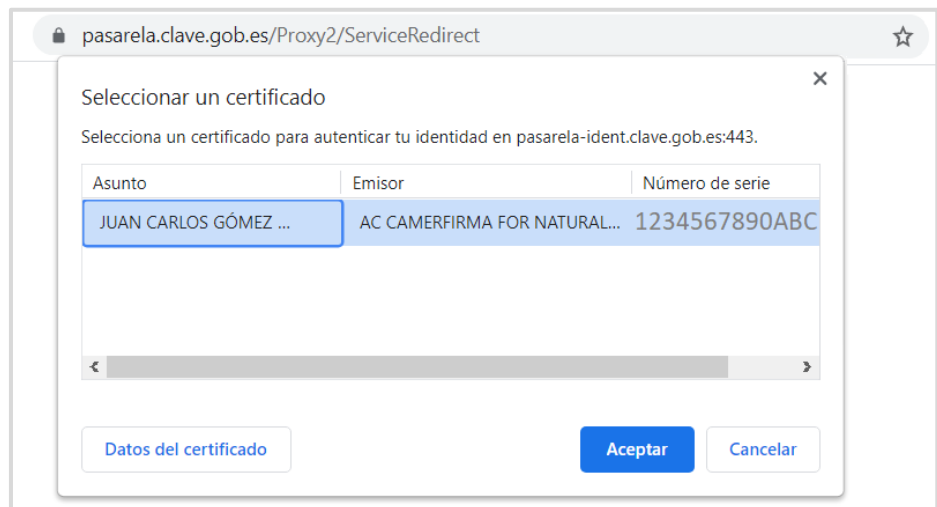 pasarela.clave.gob.es/Proxy2/ServiceRedirect
Seleccionar un certificado
Selecciona un certificado para autenticar tu identidad en pasarela-ident.clave.gob.es:443.
Asunto Emisor Número de serie
JUAN CARLOS GÓMEZ ... AC CAMERFIRMA FOR NATURAL... 1234567890ABC
Datos del certificado Aceptar Cancelar